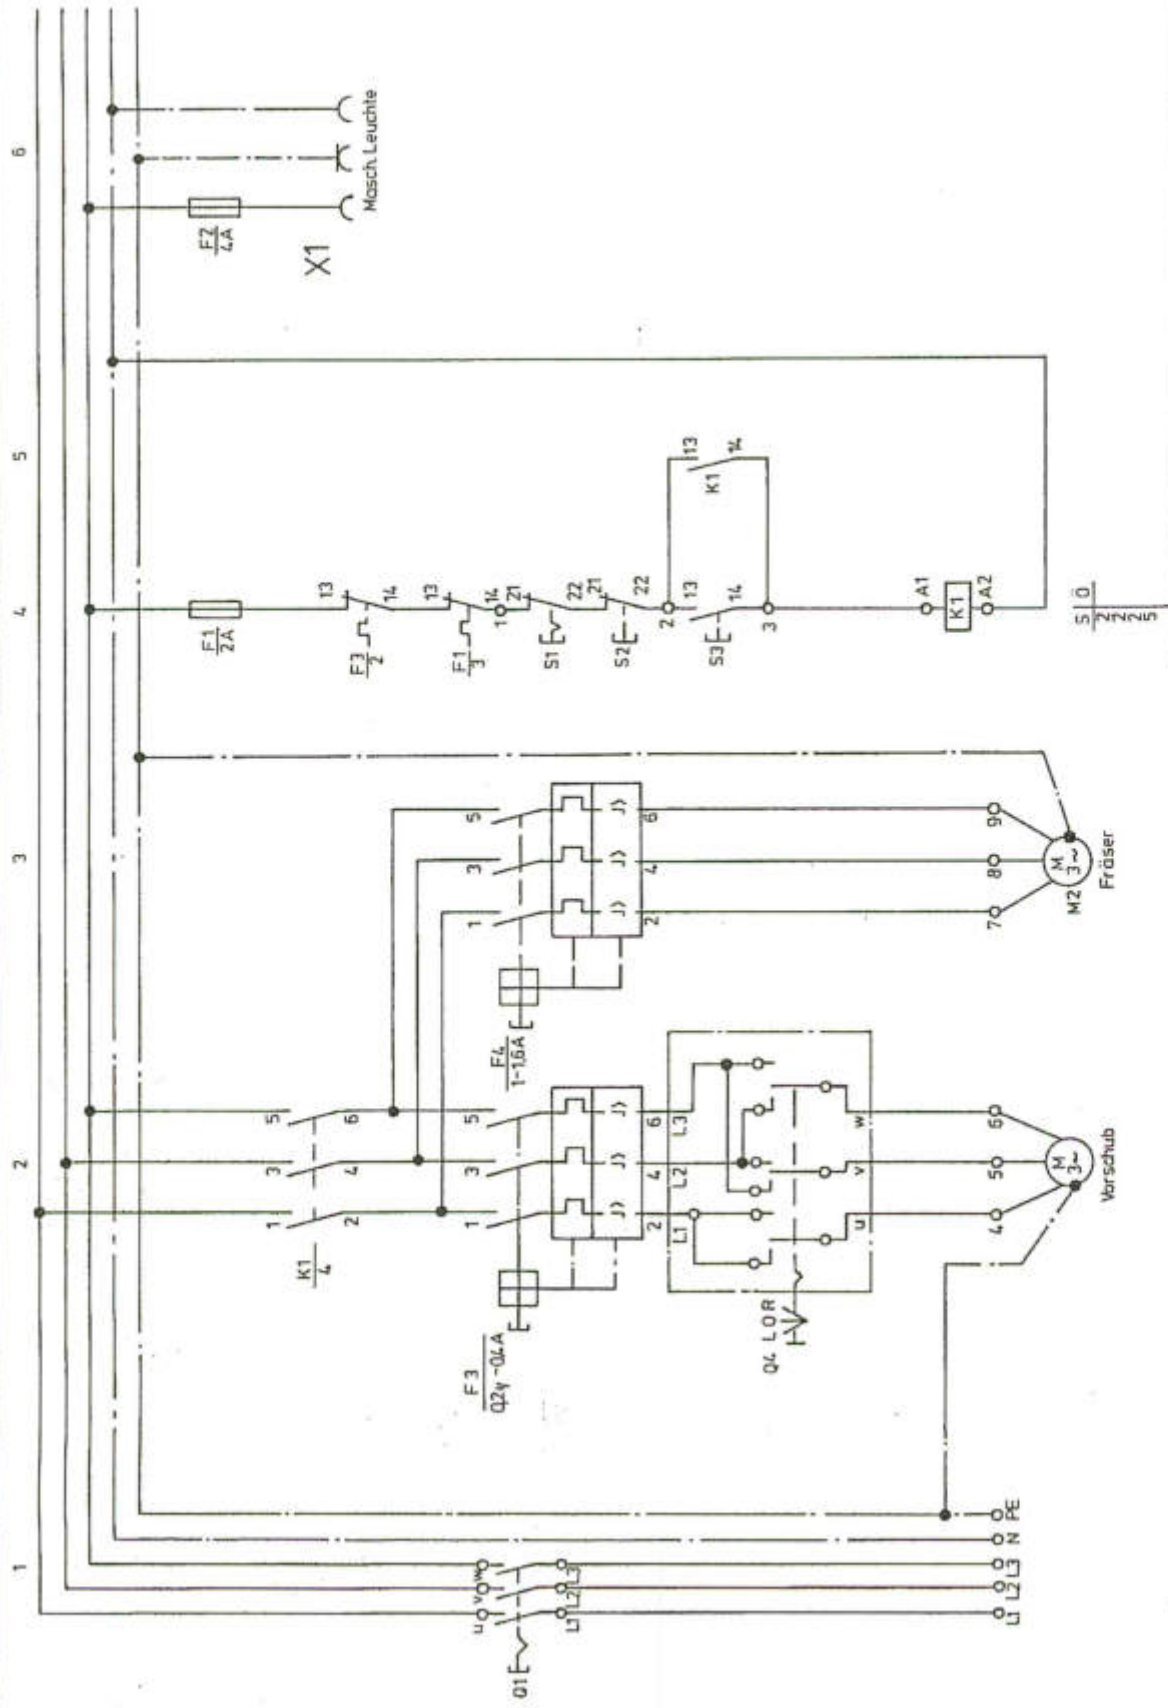 1
2
3
4
5
6
Q1
u
v
w
L1
L2
L3
L1
L2
L3
N
PE
K1
4
1
3
5
2
4
6
F3
0,24-0,4A
1
3
5
2
4
6
L1
L2
L3
Q4 L O R
u
v
w
4
5
6
M
3~
Vorschub
F4
1-1,6A
1
3
5
2
4
6
7
8
9
M
3~
M2
Fräser
F1
2A
F3
2
13
14
F1
3
13
14
1
S1
21
22
S2
21
22
2
S3
13
14
3
K1
13
14
A1
K1
A2
S Ö
2
2
2
5
F2
4A
X1
Masch. Leuchte